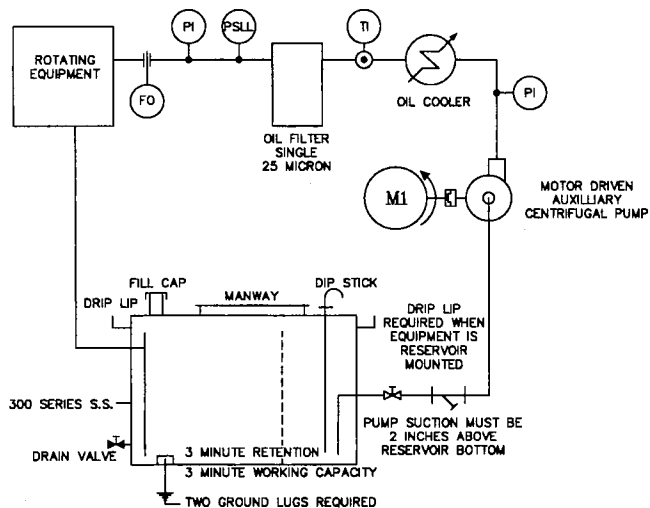 PI
PSLL
TI
ROTATING
EQUIPMENT
FO
OIL FILTER
SINGLE
25 MICRON
OIL COOLER
PI
M1
MOTOR DRIVEN
AUXILLIARY
CENTRIFUGAL PUMP
FILL CAP
DIP STICK
DRIP LIP
MANWAY
DRIP LIP
REQUIRED WHEN
EQUIPMENT IS
RESERVOIR
MOUNTED
300 SERIES S.S.
PUMP SUCTION MUST BE
2 INCHES ABOVE
RESERVOIR BOTTOM
DRAIN VALVE
3 MINUTE RETENTION
3 MINUTE WORKING CAPACITY
TWO GROUND LUGS REQUIRED